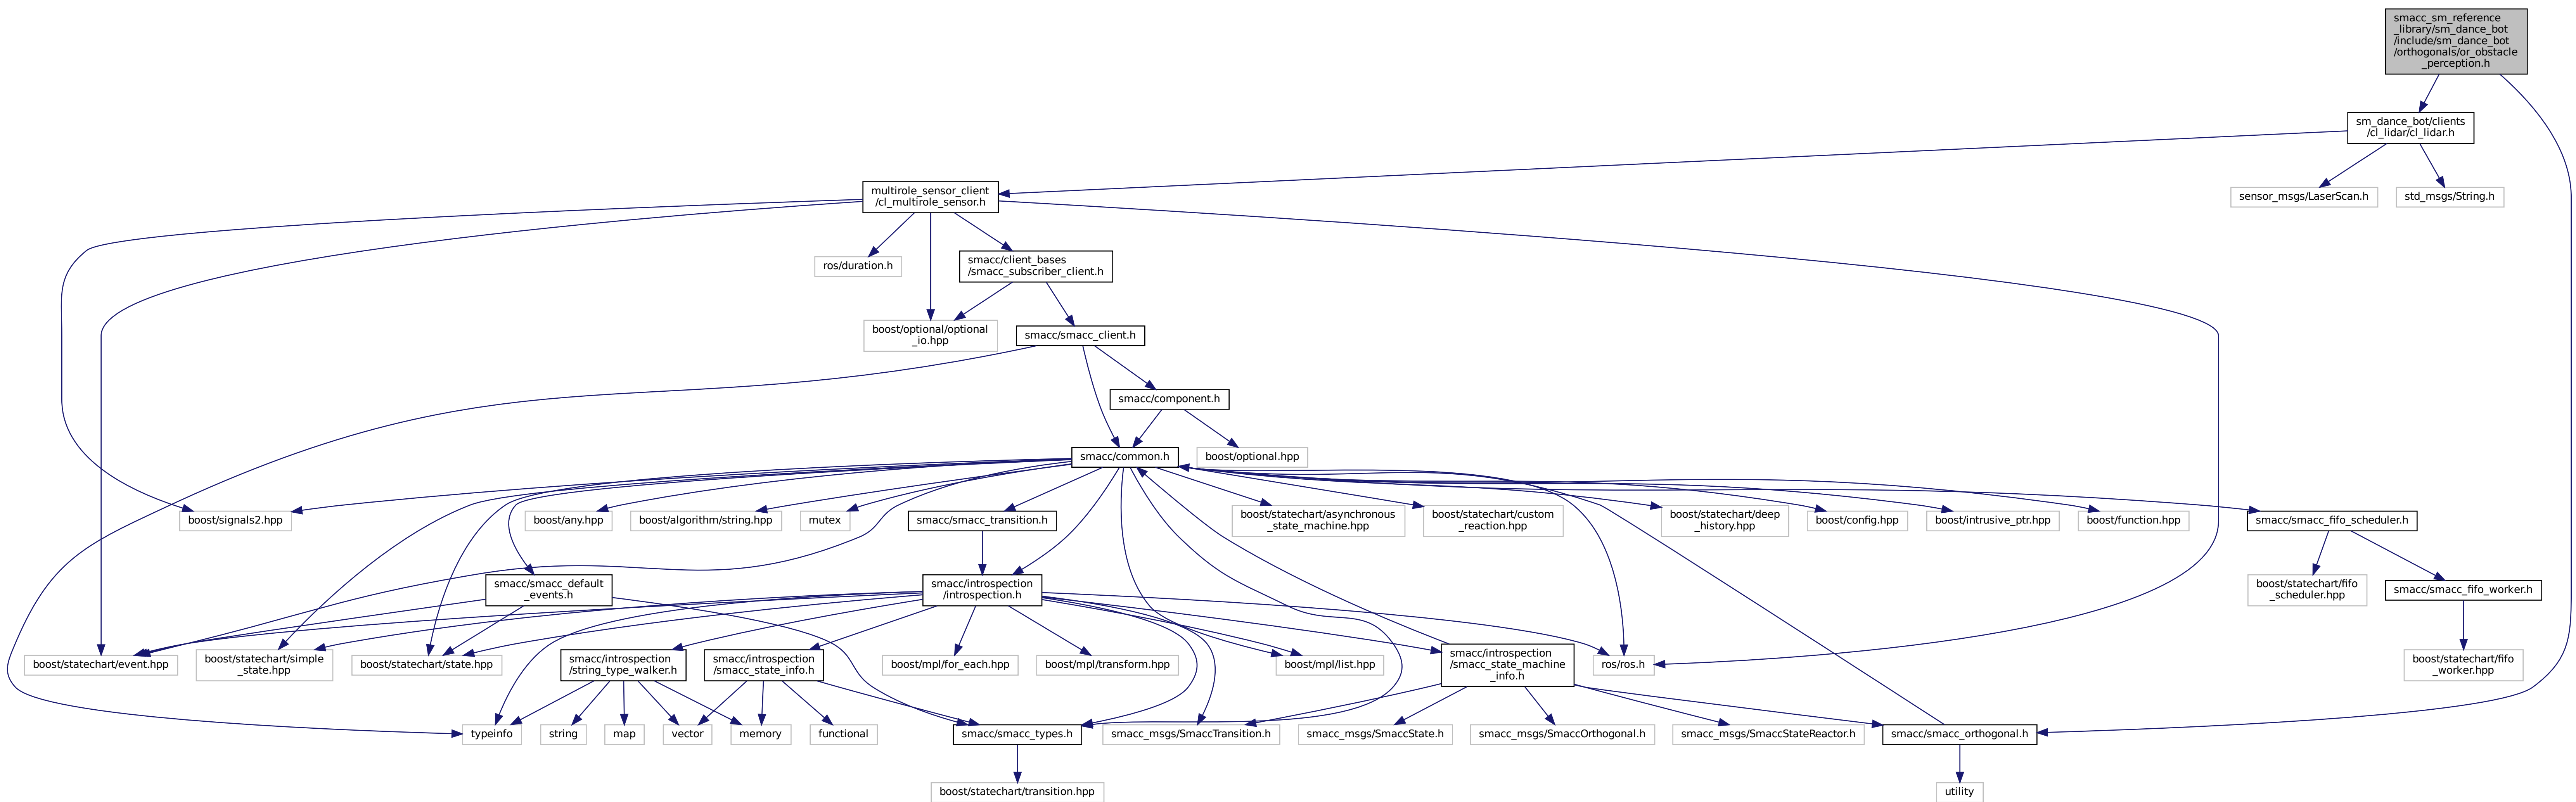 smacc_sm_reference
_library/sm_dance_bot
/include/sm_dance_bot
/orthogonals/or_obstacle
_perception.h
sm_dance_bot/clients
/cl_lidar/cl_lidar.h
multirole_sensor_client
/cl_multirole_sensor.h
sensor_msgs/LaserScan.h
std_msgs/String.h
ros/duration.h
smacc/client_bases
/smacc_subscriber_client.h
boost/optional/optional
_io.hpp
smacc/smacc_client.h
smacc/component.h
smacc/common.h
boost/optional.hpp
boost/signals2.hpp
boost/any.hpp
boost/algorithm/string.hpp
mutex
smacc/smacc_transition.h
boost/statechart/asynchronous
_state_machine.hpp
boost/statechart/custom
_reaction.hpp
boost/statechart/deep
_history.hpp
boost/config.hpp
boost/intrusive_ptr.hpp
boost/function.hpp
smacc/smacc_fifo_scheduler.h
smacc/smacc_default
_events.h
smacc/introspection
/introspection.h
boost/statechart/fifo
_scheduler.hpp
smacc/smacc_fifo_worker.h
boost/statechart/event.hpp
boost/statechart/simple
_state.hpp
boost/statechart/state.hpp
smacc/introspection
/string_type_walker.h
smacc/introspection
/smacc_state_info.h
boost/mpl/for_each.hpp
boost/mpl/transform.hpp
boost/mpl/list.hpp
smacc/introspection
/smacc_state_machine
_info.h
ros/ros.h
boost/statechart/fifo
_worker.hpp
typeinfo
string
map
vector
memory
functional
smacc/smacc_types.h
smacc_msgs/SmaccTransition.h
smacc_msgs/SmaccState.h
smacc_msgs/SmaccOrthogonal.h
smacc_msgs/SmaccStateReactor.h
smacc/smacc_orthogonal.h
boost/statechart/transition.hpp
utility